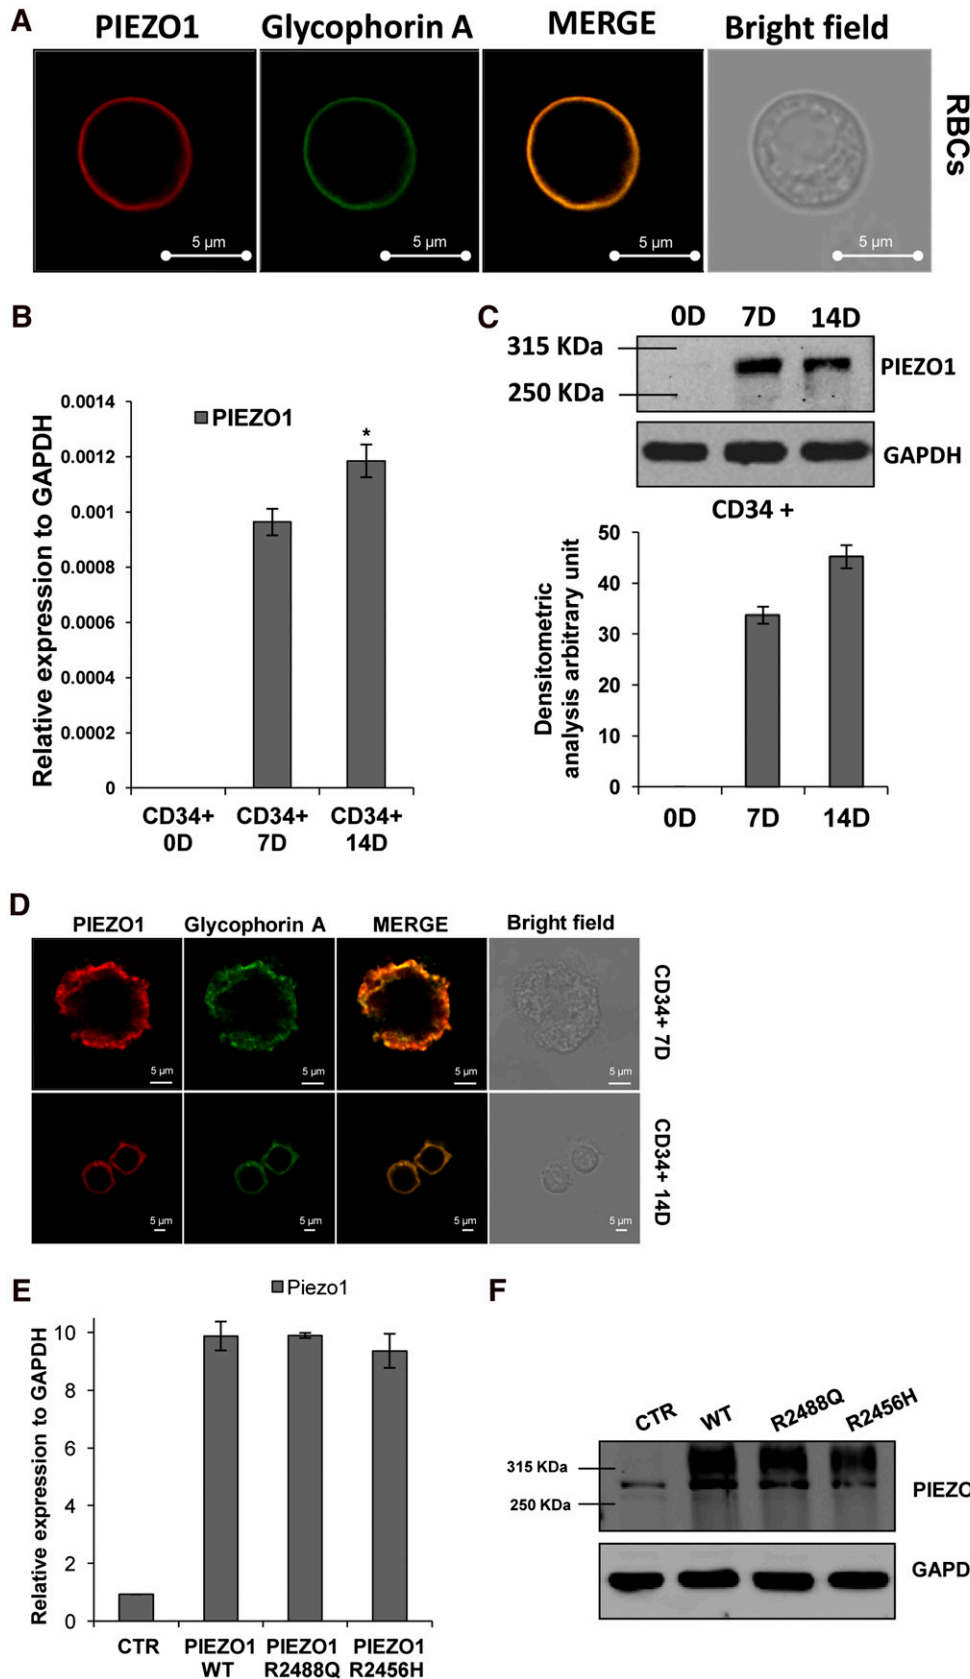 A
PIEZO1 Glycophorin A MERGE Bright field
RBCs
5 µm 5 µm 5 µm 5 µm
B
Relative expression to GAPDH
PIEZO1
0.0014
0.0012
0.001
0.0008
0.0006
0.0004
0.0002
0
*
CD34+ CD34+ CD34+
0D 7D 14D
C
0D 7D 14D
315 KDa
250 KDa
PIEZO1
GAPDH
CD34 +
Densitometric
analysis arbitrary unit
50
40
30
20
10
0
0D 7D 14D
D
PIEZO1 Glycophorin A MERGE Bright field
CD34+ 7D
5 µm 5 µm 5 µm 5 µm
CD34+ 14D
5 µm 5 µm 5 µm 5 µm
E
Piezo1
Relative expression to GAPDH
10
8
6
4
2
0
CTR PIEZO1 PIEZO1 PIEZO1
WT R2488Q R2456H
F
CTR WT R2488Q R2456H
315 KDa
250 KDa
PIEZO
GAPD